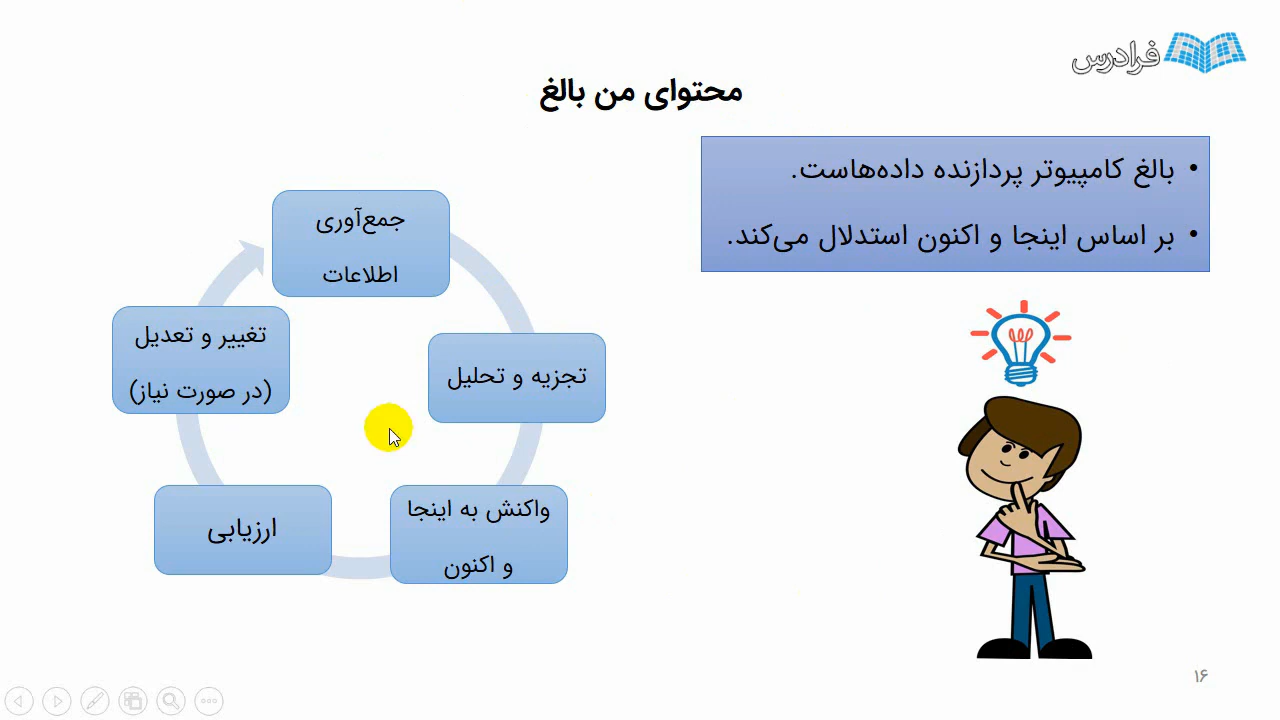 فرادرس
محتوای من بالغ
• بالغ کامپیوتر پردازنده داده‌هاست.
• بر اساس اینجا و اکنون استدلال می‌کند.
جمع‌آوری
اطلاعات
تجزیه و تحلیل
واکنش به اینجا
و اکنون
ارزیابی
تغییر و تعدیل
(در صورت نیاز)
۱۶